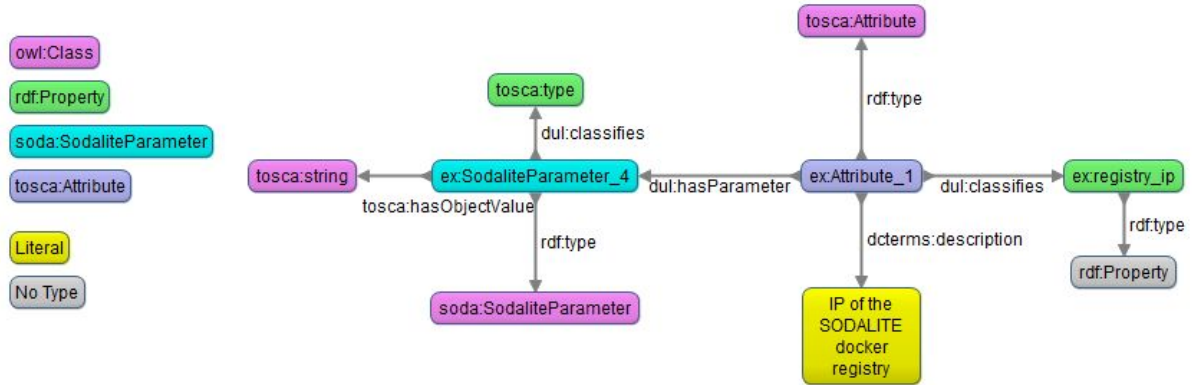 owl:Class
rdf:Property
soda:SodaliteParameter
tosca:Attribute
Literal
No Type
tosca:Attribute
tosca:type
rdf:type
dul:classifies
tosca:string
ex:SodaliteParameter_4
ex:Attribute_1
ex:registry_ip
tosca:hasObjectValue
dul:hasParameter
dul:classifies
rdf:type
dcterms:description
rdf:type
rdf:Property
soda:SodaliteParameter
IP of the
SODALITE
docker
registry